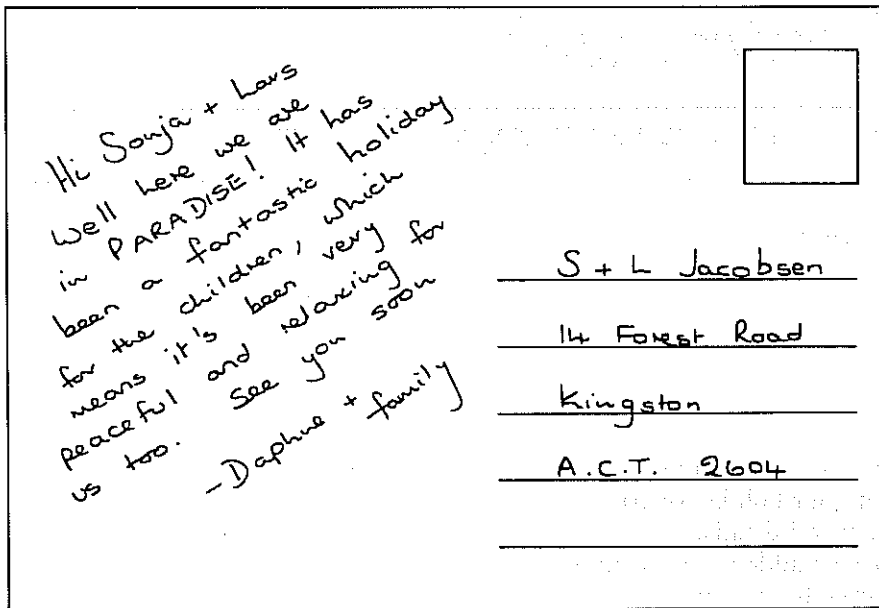 Hi Sonja + Lars
Well here we are
in PARADISE! It has
been a fantastic holiday
for the children, which
means it's been very
peaceful and relaxing for
us too. See you soon
-Daphne + family
S + L Jacobsen
14 Forest Road
Kingston
A.C.T. 2604